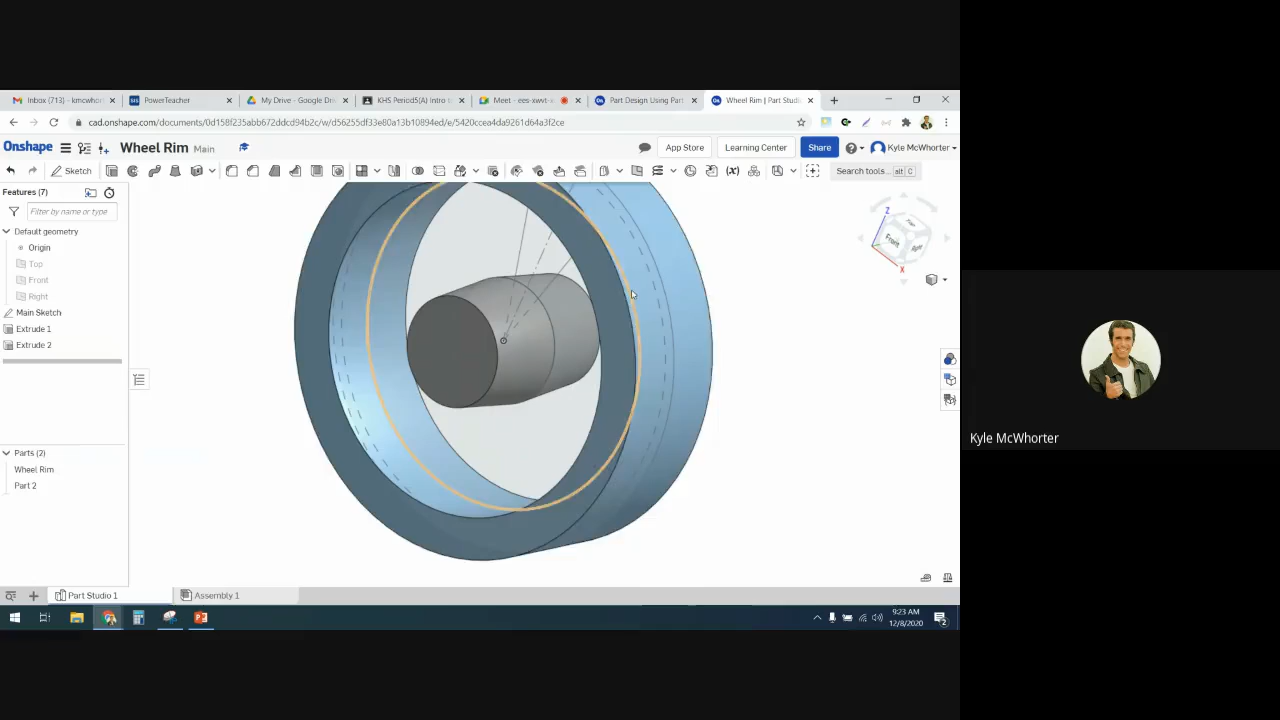 Inbox (713) - kmcwhor
PowerTeacher
My Drive - Google Dri
KHS Period5(A) Intro t
Meet - ees-xwvt-x
Part Design Using Part
Wheel Rim | Part Studi
cad.onshape.com/documents/0d158f235abb672ddcd94b2c/w/d56255df33e80a13b10894ed/e/5420ccea4da9261d64a3f2ce
Onshape
Wheel Rim Main
App Store
Learning Center
Share
Kyle McWhorter
Sketch
Search tools... alt C
Features (7)
Filter by name or type
Default geometry
Origin
Top
Front
Right
Main Sketch
Extrude 1
Extrude 2
Parts (2)
Wheel Rim
Part 2
Z
Front
Right
X
Kyle McWhorter
Part Studio 1
Assembly 1
9:23 AM
12/8/2020
2